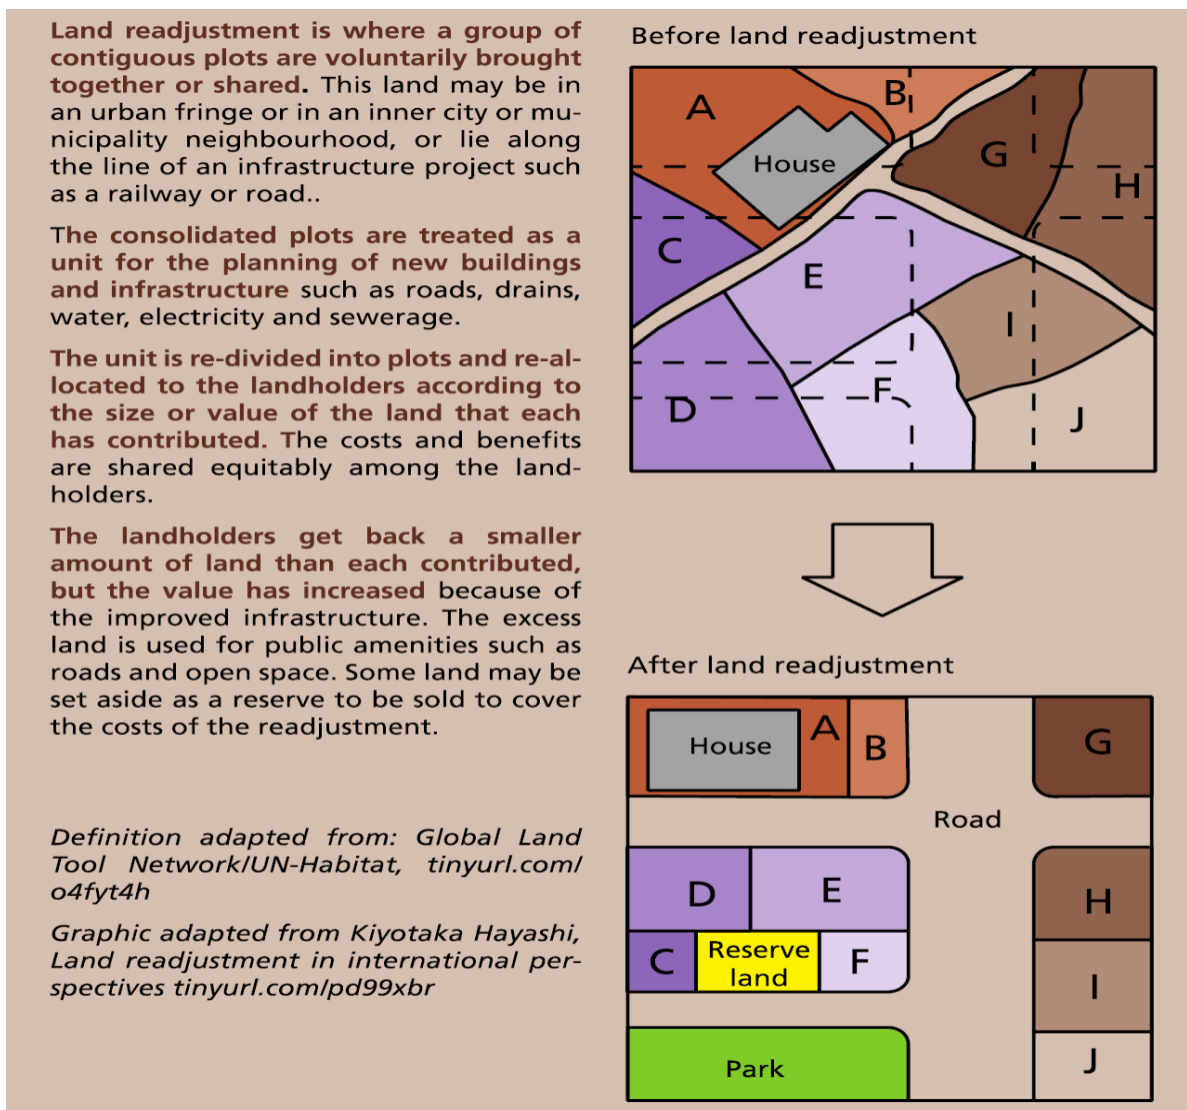 Land readjustment is where a group of
contiguous plots are voluntarily brought
together or shared. This land may be in
an urban fringe or in an inner city or mu-
nicipality neighbourhood, or lie along
the line of an infrastructure project such
as a railway or road..
The consolidated plots are treated as a
unit for the planning of new buildings
and infrastructure such as roads, drains,
water, electricity and sewerage.
The unit is re-divided into plots and re-al-
located to the landholders according to
the size or value of the land that each
has contributed. The costs and benefits
are shared equitably among the land-
holders.
The landholders get back a smaller
amount of land than each contributed,
but the value has increased because of
the improved infrastructure. The excess
land is used for public amenities such as
roads and open space. Some land may be
set aside as a reserve to be sold to cover
the costs of the readjustment.
Definition adapted from: Global Land
Tool Network/UN-Habitat, tinyurl.com/
o4fyt4h
Graphic adapted from Kiyotaka Hayashi,
Land readjustment in international per-
spectives tinyurl.com/pd99xbr
Before land readjustment
A
B
House
G
H
C
E
I
D
F
J
After land readjustment
House
A
B
G
Road
D
E
H
C
Reserve
land
F
I
Park
J